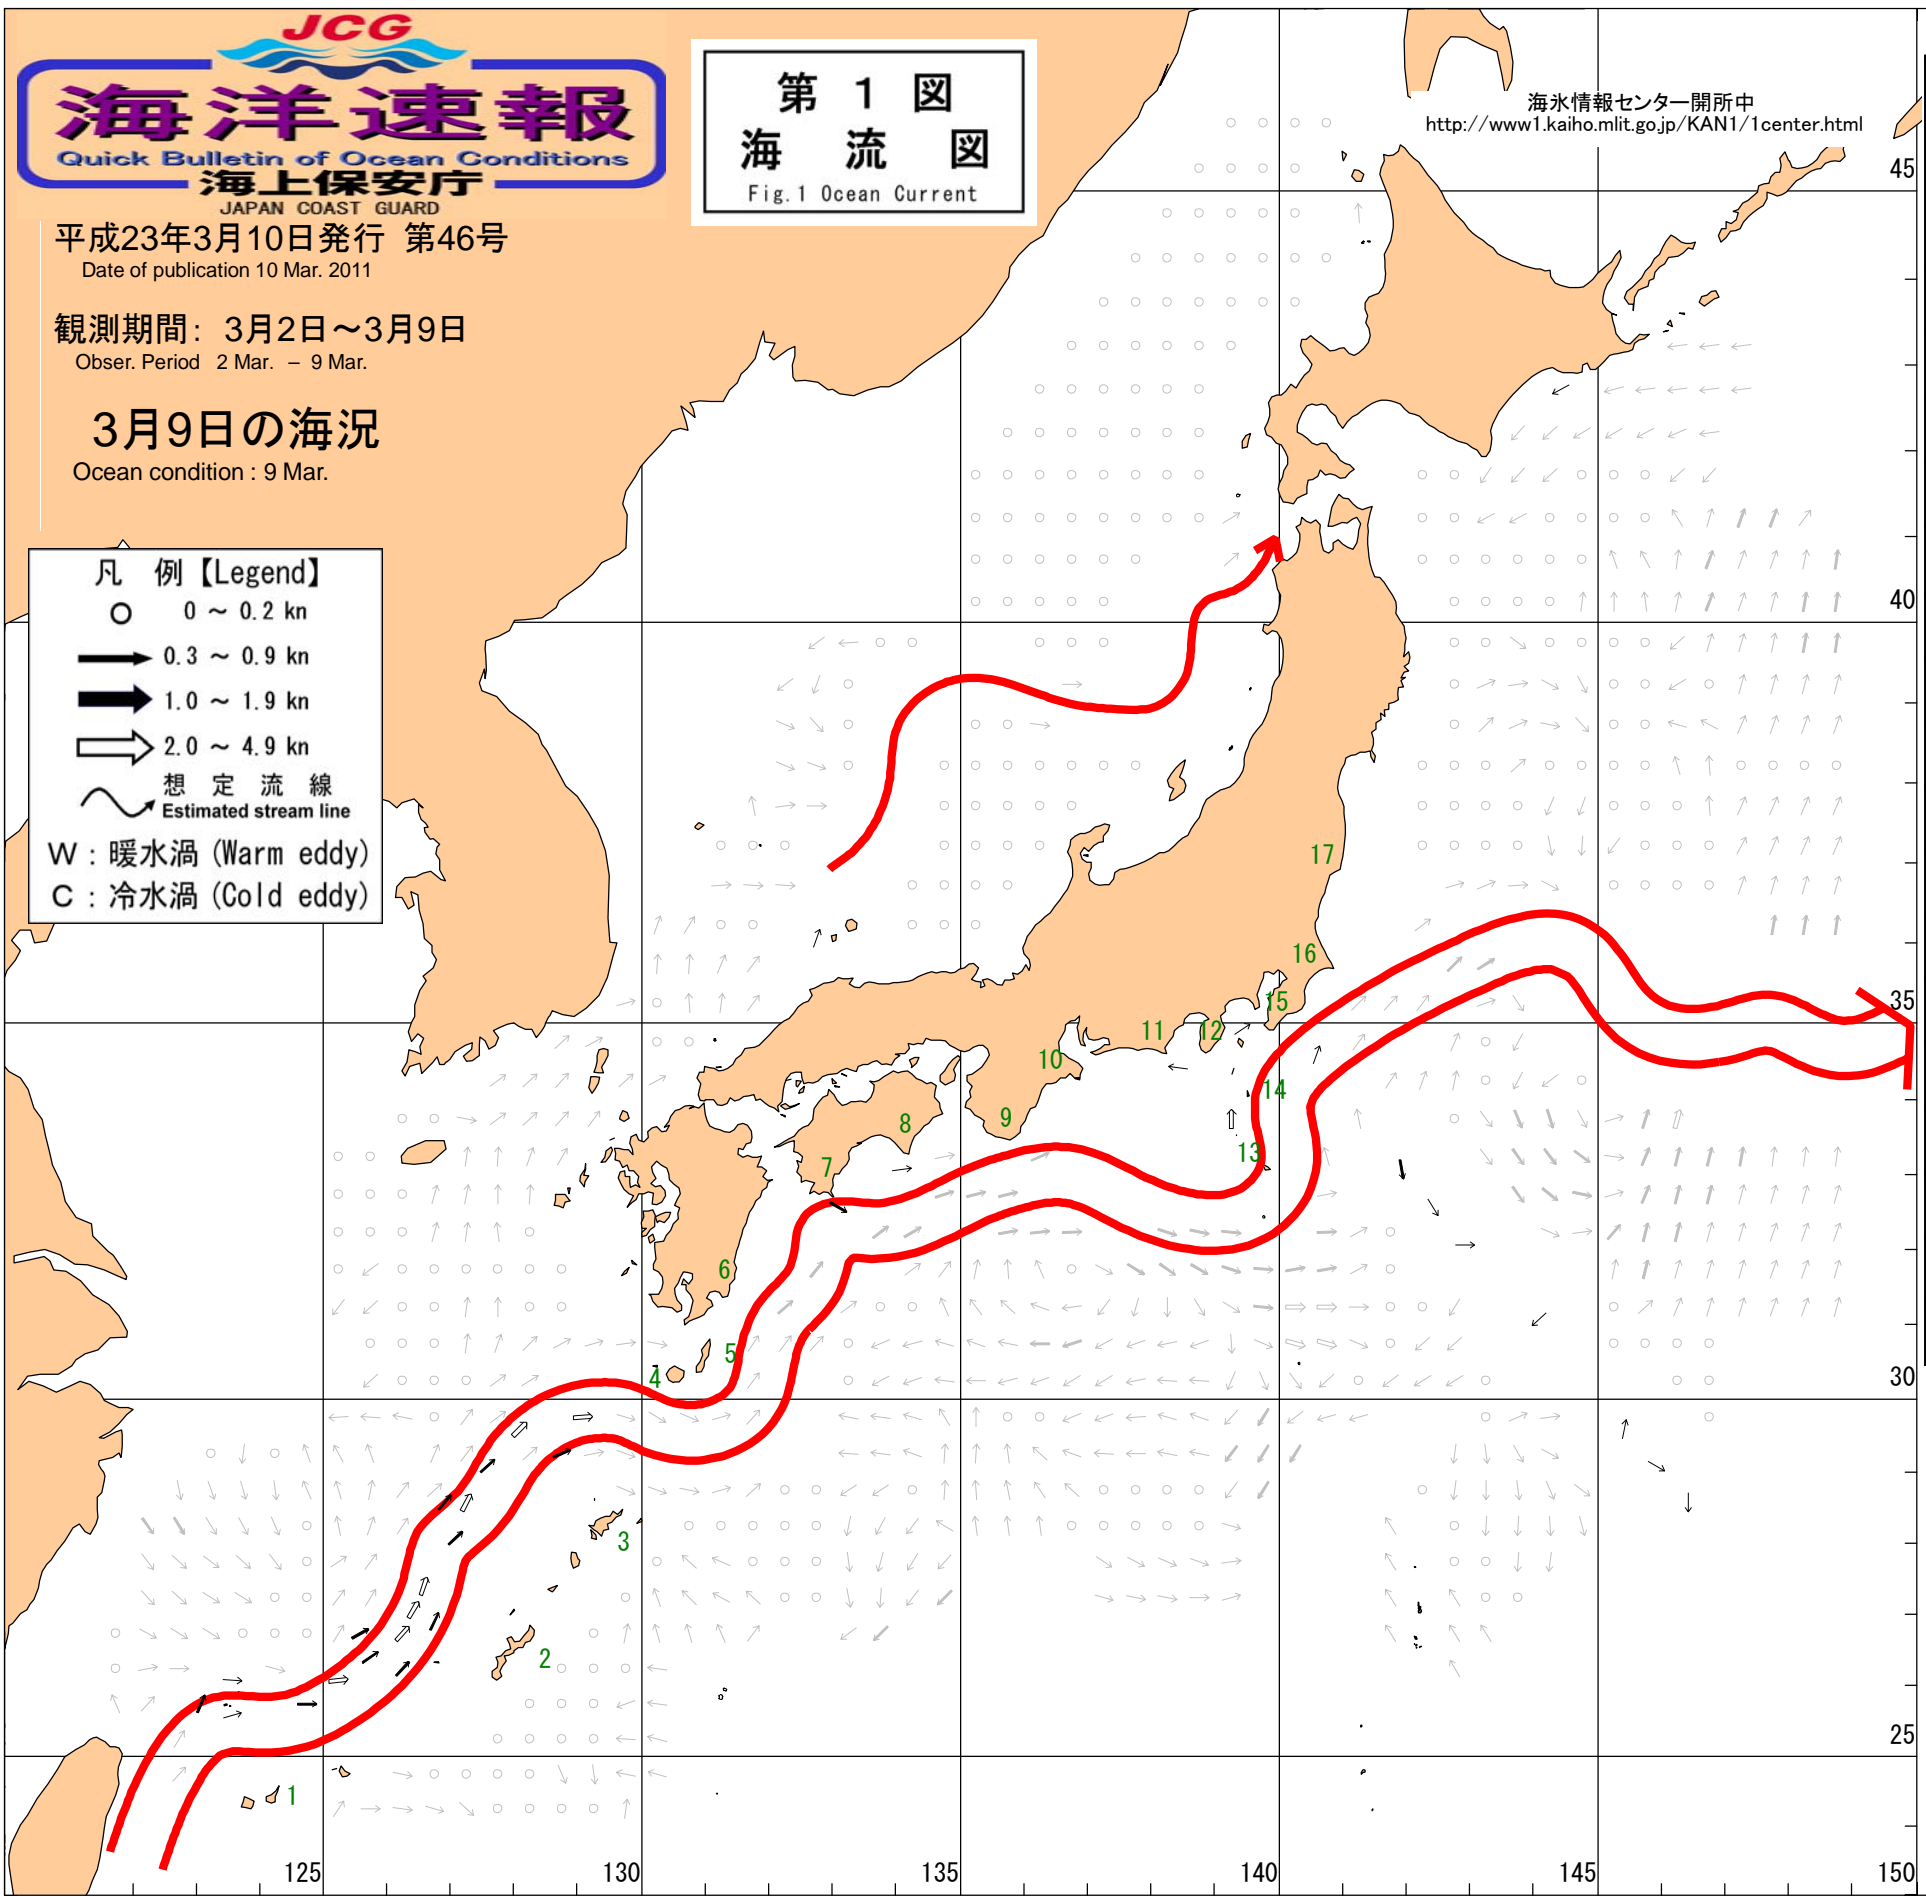 JCG
海洋速報
Quick Bulletin of Ocean Conditions
海上保安庁
JAPAN COAST GUARD
第 1 図
海 流 図
Fig.1 Ocean Current
海氷情報センター開所中
http://www1.kaiho.mlit.go.jp/KAN1/1center.html
平成23年3月10日発行 第46号
Date of publication 10 Mar. 2011
観測期間： 3月2日～3月9日
Obser. Period 2 Mar. – 9 Mar.
3月9日の海況
Ocean condition : 9 Mar.
凡 例【Legend】
0 ～ 0.2 kn
0.3 ～ 0.9 kn
1.0 ～ 1.9 kn
2.0 ～ 4.9 kn
想 定 流 線
Estimated stream line
W：暖水渦 (Warm eddy)
C：冷水渦 (Cold eddy)
45
40
35
30
25
17
16
15
14
13
12
11
10
9
8
7
6
5
4
3
2
1
125
130
135
140
145
150